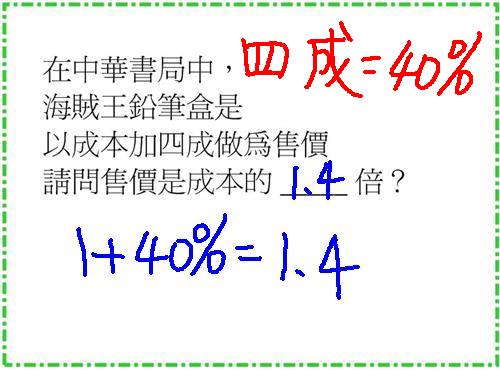 在中華書局中，
四成=40%
海賊王鉛筆盒是
以成本加四成做為售價
請問售價是成本的 1.4 倍？
1+40%=1.4